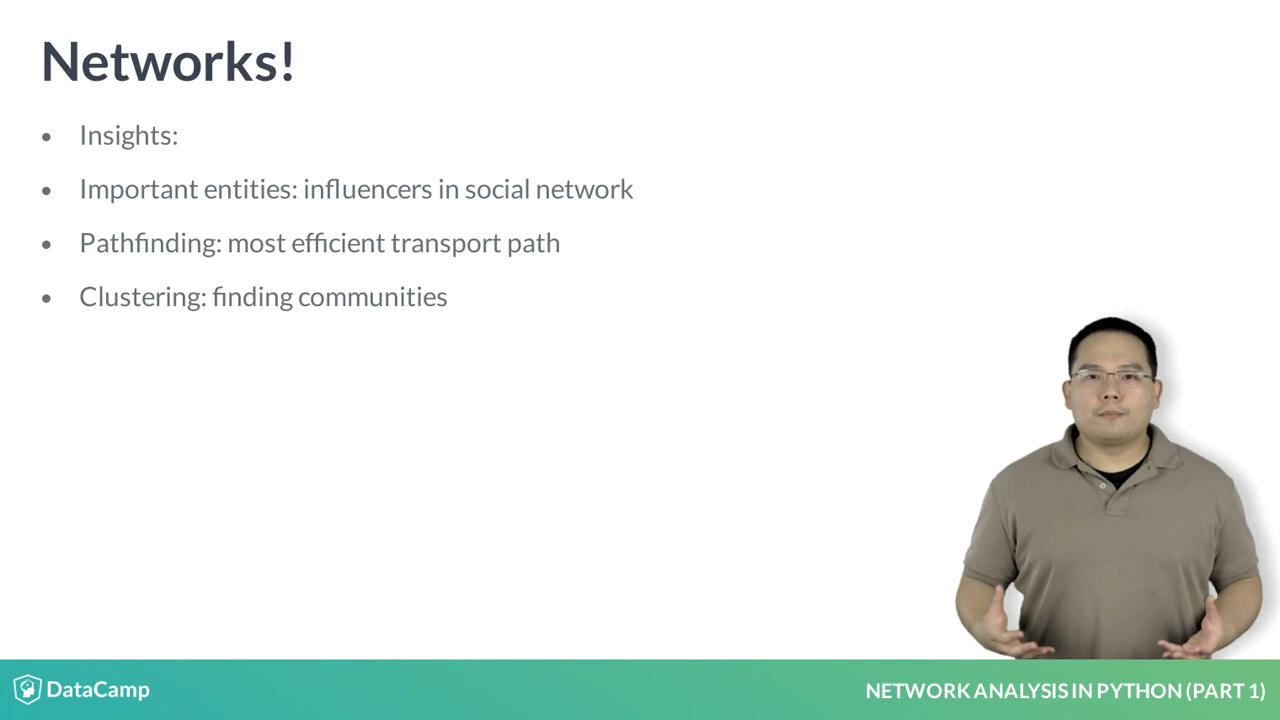 Networks!
• Insights:
• Important entities: influencers in social network
• Pathfinding: most efficient transport path
• Clustering: finding communities
DataCamp
NETWORK ANALYSIS IN PYTHON (PART 1)